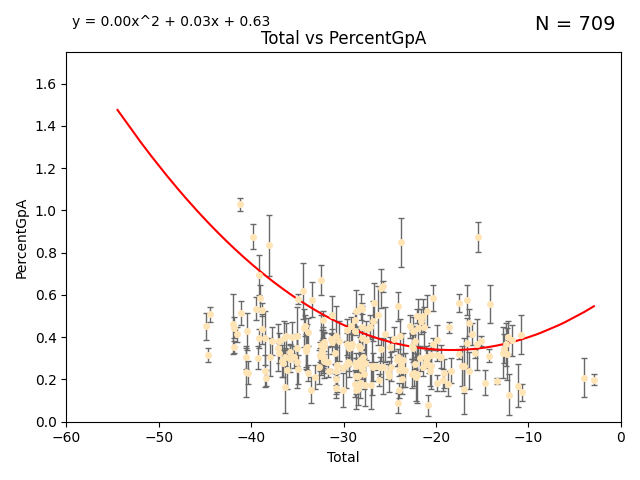 y = 0.00x^2 + 0.03x + 0.63
N = 709
Total vs PercentGpA
PercentGpA
1.6
1.4
1.2
1.0
0.8
0.6
0.4
0.2
0.0
−60 −50 −40 −30 −20 −10 0
Total